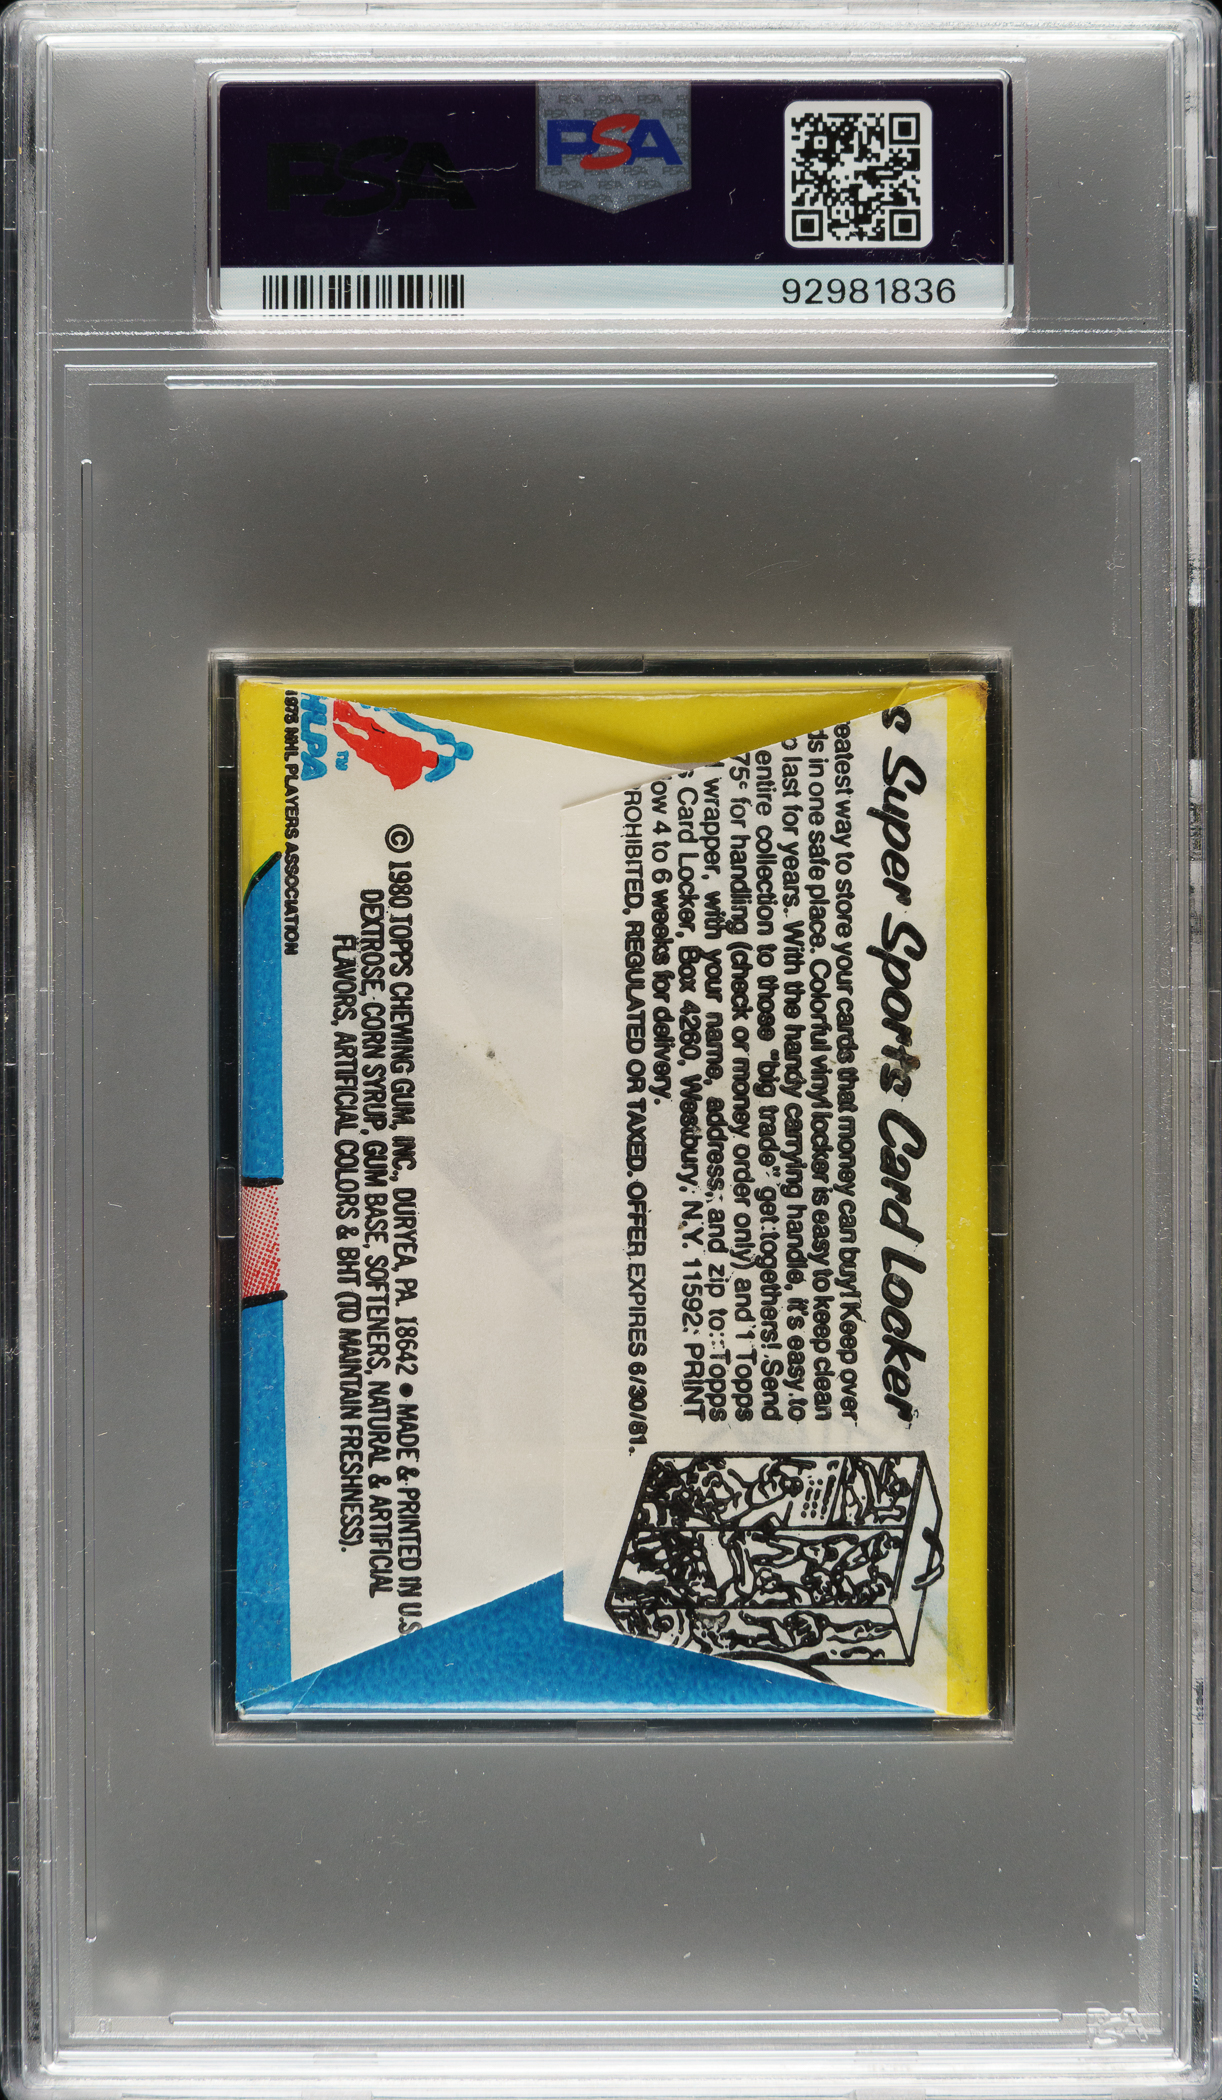 PSA
PSA
92981836
s Super Sports Card Locker
reatest way to store your cards that money can buy! Keep over
ds in one safe place. Colorful vinyl locker is easy to keep clean
o last for years. With the handy carrying handle, it's easy to
entire collection to those "big trade" get-togethers! Send
75¢ for handling (check or money order only) and 1 Topps
wrapper, with your name, address, and zip to: Topps
s Card Locker, Box 4260, Westbury, N.Y. 11592. PRINT
ow 4 to 6 weeks for delivery.
ROHIBITED, REGULATED OR TAXED. OFFER EXPIRES 6/30/81.
© 1980 TOPPS CHEWING GUM, INC., DURYEA, PA. 18642 • MADE & PRINTED IN U.S
DEXTROSE, CORN SYRUP, GUM BASE, SOFTENERS, NATURAL & ARTIFICIAL
FLAVORS, ARTIFICIAL COLORS & BHT (TO MAINTAIN FRESHNESS).
HLPA TM
1978 NHL PLAYERS ASSOCIATION
PSA